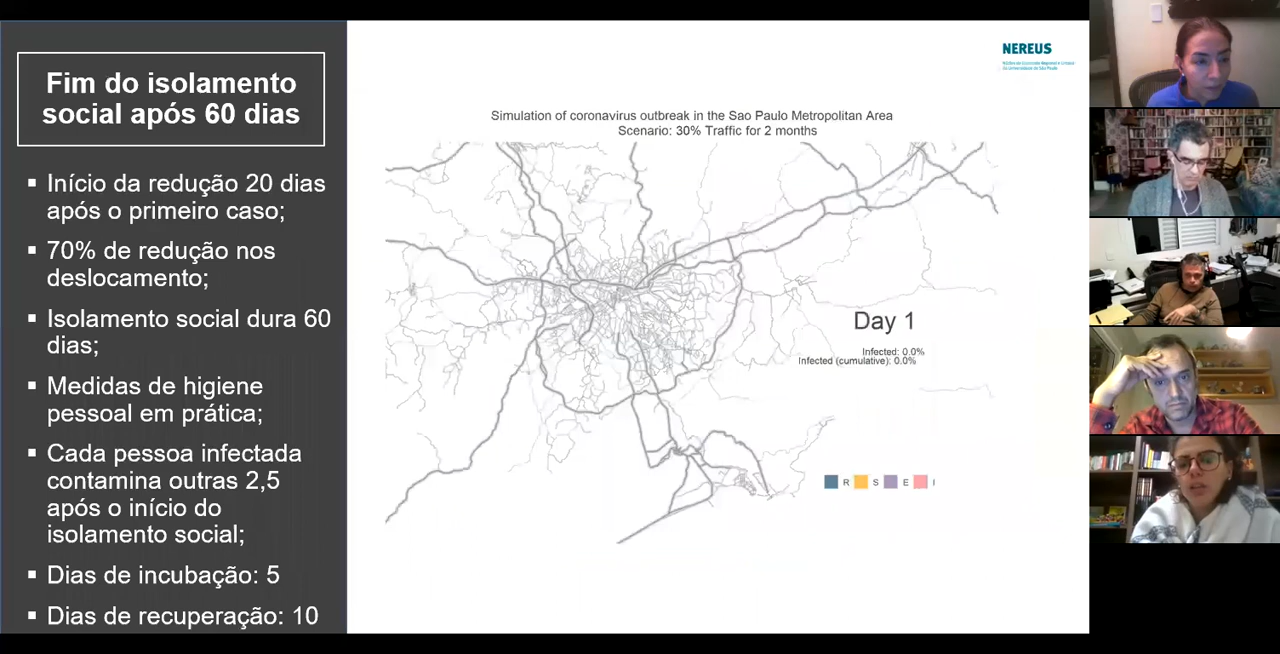 Fim do isolamento
social após 60 dias
▪ Início da redução 20 dias
após o primeiro caso;
▪ 70% de redução nos
deslocamento;
▪ Isolamento social dura 60
dias;
▪ Medidas de higiene
pessoal em prática;
▪ Cada pessoa infectada
contamina outras 2,5
após o início do
isolamento social;
▪ Dias de incubação: 5
▪ Dias de recuperação: 10
NEREUS
Simulation of coronavirus outbreak in the Sao Paulo Metropolitan Area
Scenario: 30% Traffic for 2 months
Day 1
Infected: 0.0%
Infected (cumulative): 0.0%
R S E I